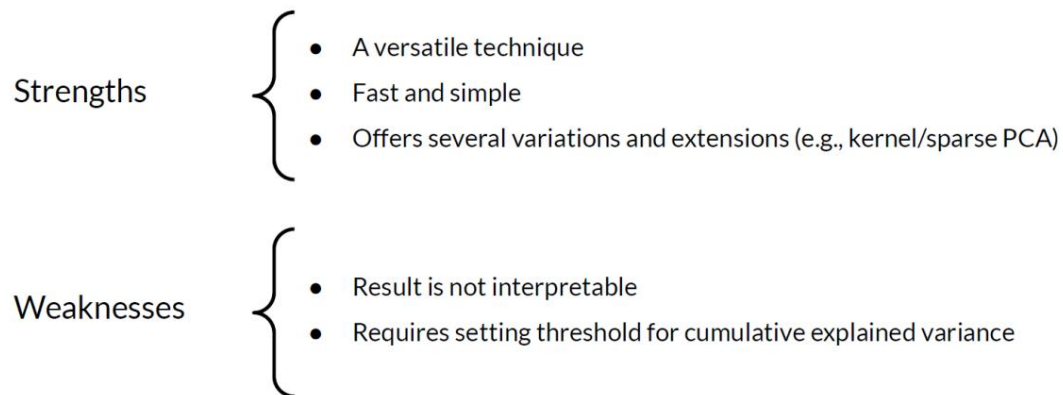 Strengths
● A versatile technique
● Fast and simple
● Offers several variations and extensions (e.g., kernel/sparse PCA)
Weaknesses
● Result is not interpretable
● Requires setting threshold for cumulative explained variance